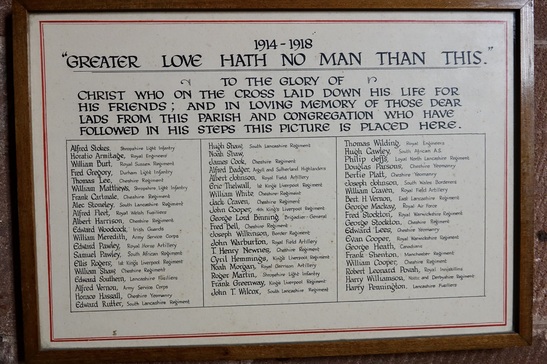 1914-1918
"GREATER LOVE HATH NO MAN THAN THIS."
TO THE GLORY OF
CHRIST WHO ON THE CROSS LAID DOWN HIS LIFE FOR
HIS FRIENDS; AND IN LOVING MEMORY OF THOSE DEAR
LADS FROM THIS PARISH AND CONGREGATION WHO HAVE
FOLLOWED IN HIS STEPS THIS PICTURE IS PLACED HERE.
Alfred Stokes, Shropshire Light Infantry
Horatio Armitage, Royal Engineers
William Burt, Royal Sussex Regiment
Fred Gregory, Durham Light Infantry
Thomas Lee, Cheshire Regiment
William Matthews, Shropshire Light Infantry
Frank Cartmale, Cheshire Regiment
Alec Stoneley, South Lancashire Regiment
Alfred Fleet, Royal Welsh Fusiliers
Albert Harrison, Cheshire Regiment
Edward Woodcock, Irish Guards
William Meredith, Army Service Corps
Edward Pawley, Royal Horse Artillery
Samuel Pawley, South African Regiment
Ellis Rogers, 1st King's Liverpool Regiment
William Shaw, Cheshire Regiment
Edward Southern, Lancashire Fusiliers
Alfred Vernon, Army Service Corps
Horace Hassall, Cheshire Yeomanry
Edward Rutter, South Lancashire Regiment
Hugh Shaw, South Lancashire Regiment
Noah Shaw,
James Cook, Cheshire Regiment
Alfred Badger, Argyll and Sutherland Highlanders
Albert Johnson, Royal Field Artillery
Eric Thelwall, 1st King's Liverpool Regiment
William White, Cheshire Regiment
Jack Craven, Cheshire Regiment
John Cooper, King's Liverpool Regiment
George Lord Binning, Brigadier-General
Fred Bell, Cheshire Regiment
Joseph Wilkinson, Border Regiment
John Warburton, Royal Field Artillery
T. Henry Newnes, Cheshire Regiment
Cyril Hemmings, King's Liverpool Regiment
Noah Morgan, Royal Garrison Artillery
Roger Martin, Shropshire Light Infantry
Frank Greenway, King's Liverpool Regiment
John T. Wilcox, South Lancashire Regiment
Thomas Wilding, Royal Engineers
Hugh Cawley, South African
Philip Jeffs, Loyal North Lancashire Regiment
Douglas Parsons, Cheshire Yeomanry
Bertie Platt, Cheshire Yeomanry
Joseph Johnson, South Wales Borderers
William Craven, Royal Field Artillery
Bert H. Vernon, East Lancashire Regiment
George Mackay, Royal Air Force
Fred Stockton, Royal Warwickshire Regiment
George Stockton, Cheshire Regiment
Edward Lees, Cheshire Yeomanry
Evan Cooper, Royal Warwickshire Regiment
George Heath, Canadians
Frank Shenton, Manchester Regiment
William Cooper, Cheshire Regiment
Robert Leonard Powah, Royal
Harry Williamson, Notts and Derbyshire Regiment
Harry Pennington, Lancashire Fusiliers